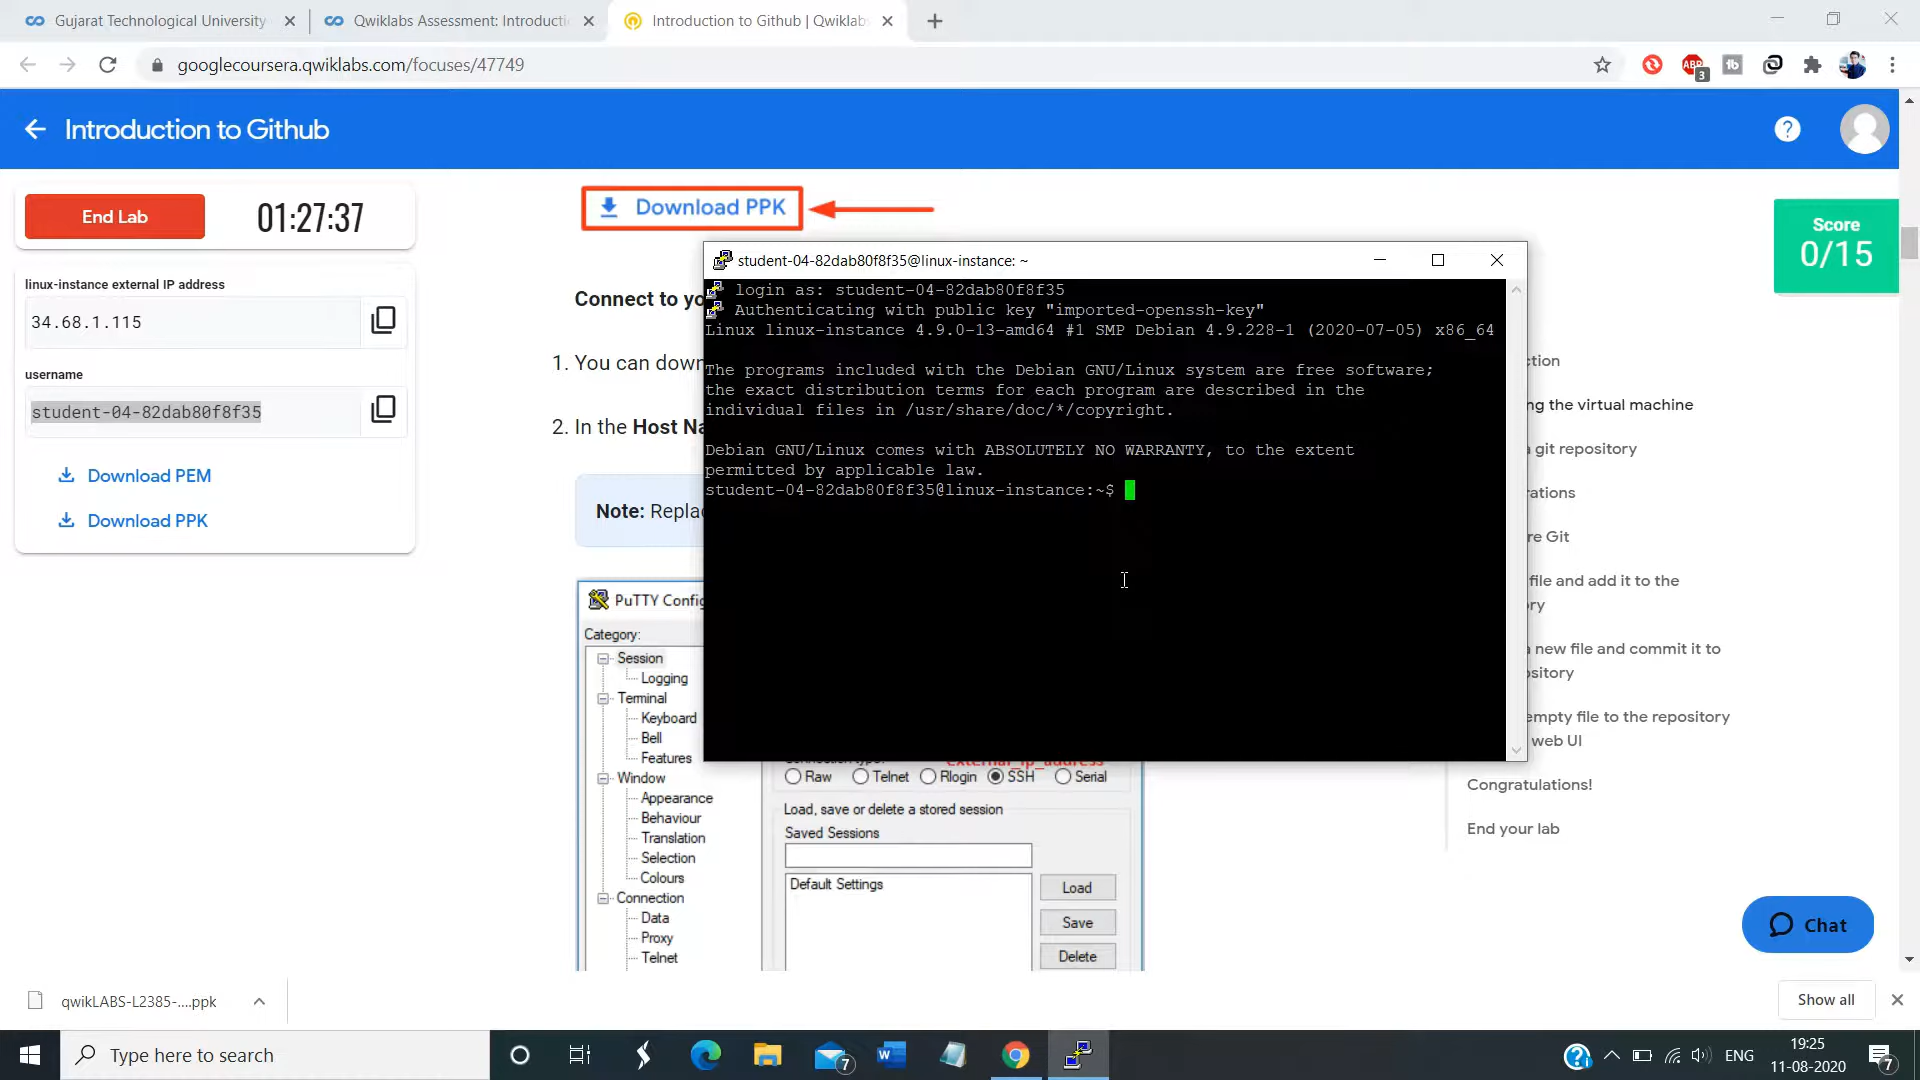 Gujarat Technological University
Qwiklabs Assessment: Introducti
Introduction to Github | Qwiklabs
googlecoursera.qwiklabs.com/focuses/47749
ABP
3
Introduction to Github
?
End Lab
01:27:37
Download PPK
Score
0/15
linux-instance external IP address
34.68.1.115
username
student-04-82dab80f8f35
Download PEM
Download PPK
Connect to yo
1. You can down
2. In the Host Na
Note: Replac
student-04-82dab80f8f35@linux-instance: ~
login as: student-04-82dab80f8f35
Authenticating with public key "imported-openssh-key"
Linux linux-instance 4.9.0-13-amd64 #1 SMP Debian 4.9.228-1 (2020-07-05) x86_64
The programs included with the Debian GNU/Linux system are free software;
the exact distribution terms for each program are described in the
individual files in /usr/share/doc/*/copyright.
Debian GNU/Linux comes with ABSOLUTELY NO WARRANTY, to the extent
permitted by applicable law.
student-04-82dab80f8f35@linux-instance:~$
ction
ng the virtual machine
a git repository
rations
re Git
file and add it to the
ry
a new file and commit it to
sitory
empty file to the repository
web UI
Congratulations!
End your lab
PuTTY Config
Category:
Session
Logging
Terminal
Keyboard
Bell
Features
Window
Appearance
Behaviour
Translation
Selection
Colours
Connection
Data
Proxy
Telnet
external_ip_address
Raw
Telnet
Rlogin
SSH
Serial
Load, save or delete a stored session
Saved Sessions
Default Settings
Load
Save
Delete
Chat
qwikLABS-L2385-....ppk
Show all
Type here to search
7
ENG
19:25
11-08-2020
7